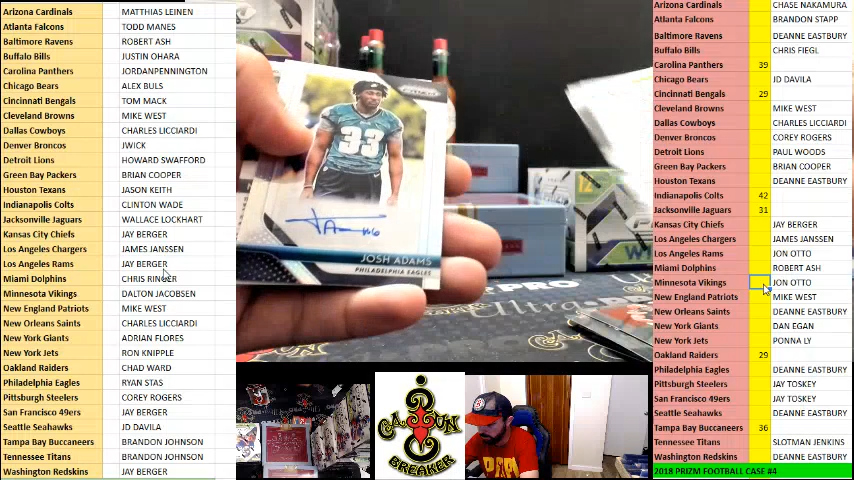 Arizona Cardinals MATTHIAS LEINEN
Atlanta Falcons TODD MANES
Baltimore Ravens ROBERT ASH
Buffalo Bills JUSTIN OHARA
Carolina Panthers JORDANPENNINGTON
Chicago Bears ALEX BULS
Cincinnati Bengals TOM MACK
Cleveland Browns MIKE WEST
Dallas Cowboys CHARLES LICCIARDI
Denver Broncos JWICK
Detroit Lions HOWARD SWAFFORD
Green Bay Packers BRIAN COOPER
Houston Texans JASON KEITH
Indianapolis Colts CLINTON WADE
Jacksonville Jaguars WALLACE LOCKHART
Kansas City Chiefs JAY BERGER
Los Angeles Chargers JAMES JANSSEN
Los Angeles Rams JAY BERGER
Miami Dolphins CHRIS RINGER
Minnesota Vikings DALTON JACOBSEN
New England Patriots MIKE WEST
New Orleans Saints CHARLES LICCIARDI
New York Giants ADRIAN FLORES
New York Jets RON KNIPPLE
Oakland Raiders CHAD WARD
Philadelphia Eagles RYAN STAS
Pittsburgh Steelers COREY ROGERS
San Francisco 49ers JAY BERGER
Seattle Seahawks JD DAVILA
Tampa Bay Buccaneers BRANDON JOHNSON
Tennessee Titans BRANDON JOHNSON
Washington Redskins JAY BERGER
PRIZM
33
JOSH ADAMS
PHILADELPHIA EAGLES
12
Ultra PRO
CAJUN
BREAKER
Arizona Cardinals CHASE NAKAMURA
Atlanta Falcons BRANDON STAPP
Baltimore Ravens DEANNE EASTBURY
Buffalo Bills CHRIS FIEGL
Carolina Panthers 39
Chicago Bears JD DAVILA
Cincinnati Bengals 29
Cleveland Browns MIKE WEST
Dallas Cowboys CHARLES LICCIARDI
Denver Broncos COREY ROGERS
Detroit Lions PAUL WOODS
Green Bay Packers BRIAN COOPER
Houston Texans DEANNE EASTBURY
Indianapolis Colts 42
Jacksonville Jaguars 31
Kansas City Chiefs JAY BERGER
Los Angeles Chargers JAMES JANSSEN
Los Angeles Rams JON OTTO
Miami Dolphins ROBERT ASH
Minnesota Vikings JON OTTO
New England Patriots MIKE WEST
New Orleans Saints DEANNE EASTBURY
New York Giants DAN EGAN
New York Jets PONNA LY
Oakland Raiders 29
Philadelphia Eagles DEANNE EASTBURY
Pittsburgh Steelers JAY TOSKEY
San Francisco 49ers JAY TOSKEY
Seattle Seahawks DEANNE EASTBURY
Tampa Bay Buccaneers 36
Tennessee Titans SLOTMAN JENKINS
Washington Redskins DEANNE EASTBURY
2018 PRIZM FOOTBALL CASE #4